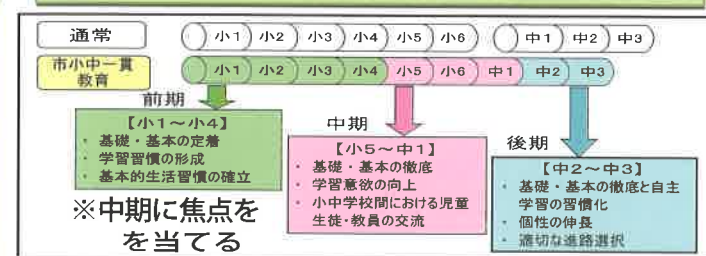 通常
小1 小2 小3 小4 小5 小6 中1 中2 中3
市小中一貫
教育
小1 小2 小3 小4 小5 小6 中1 中2 中3
前期
【小1～小4】
・ 基礎・基本の定着
・ 学習習慣の形成
・ 基本的生活習慣の確立
※中期に焦点を
を当てる
中期
【小5～中1】
・ 基礎・基本の徹底
・ 学習意欲の向上
・ 小中学校間における児童
生徒・教員の交流
後期
【中2～中3】
・ 基礎・基本の徹底と自主
学習の習慣化
・ 個性の伸長
・ 適切な進路選択